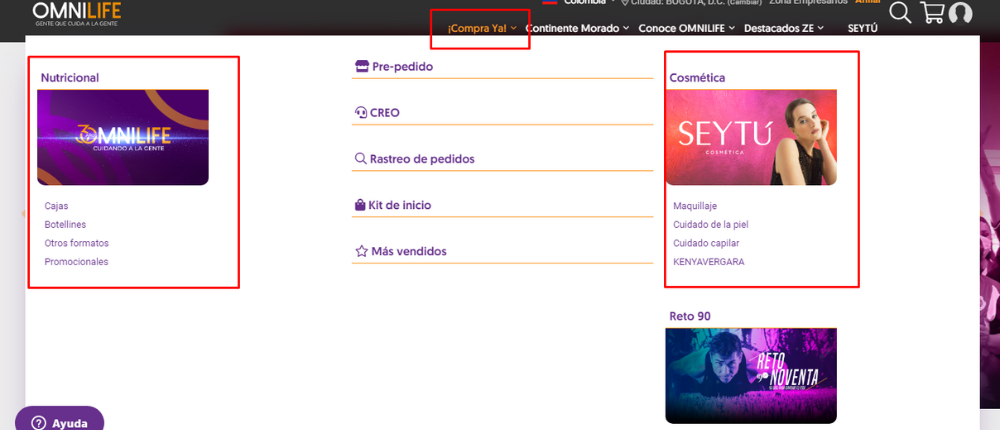 OMNILIFE
GENTE QUE CUIDA A LA GENTE
Colombia
Ciudad: BOGOTÁ, D.C. (Cambiar)
Zona Empresarios
Afiliar
¡Compra Ya!
Continente Morado
Conoce OMNILIFE
Destacados ZE
SEYTÚ
Nutricional
OMNILIFE
CUIDANDO A LA GENTE
Cajas
Botellines
Otros formatos
Promocionales
Pre-pedido
CREO
Rastreo de pedidos
Kit de inicio
Más vendidos
Cosmética
SEYTÚ
COSMÉTICA
Maquillaje
Cuidado de la piel
Cuidado capilar
KENYAVERGARA
Reto 90
RETO
NOVENTA
Ayuda